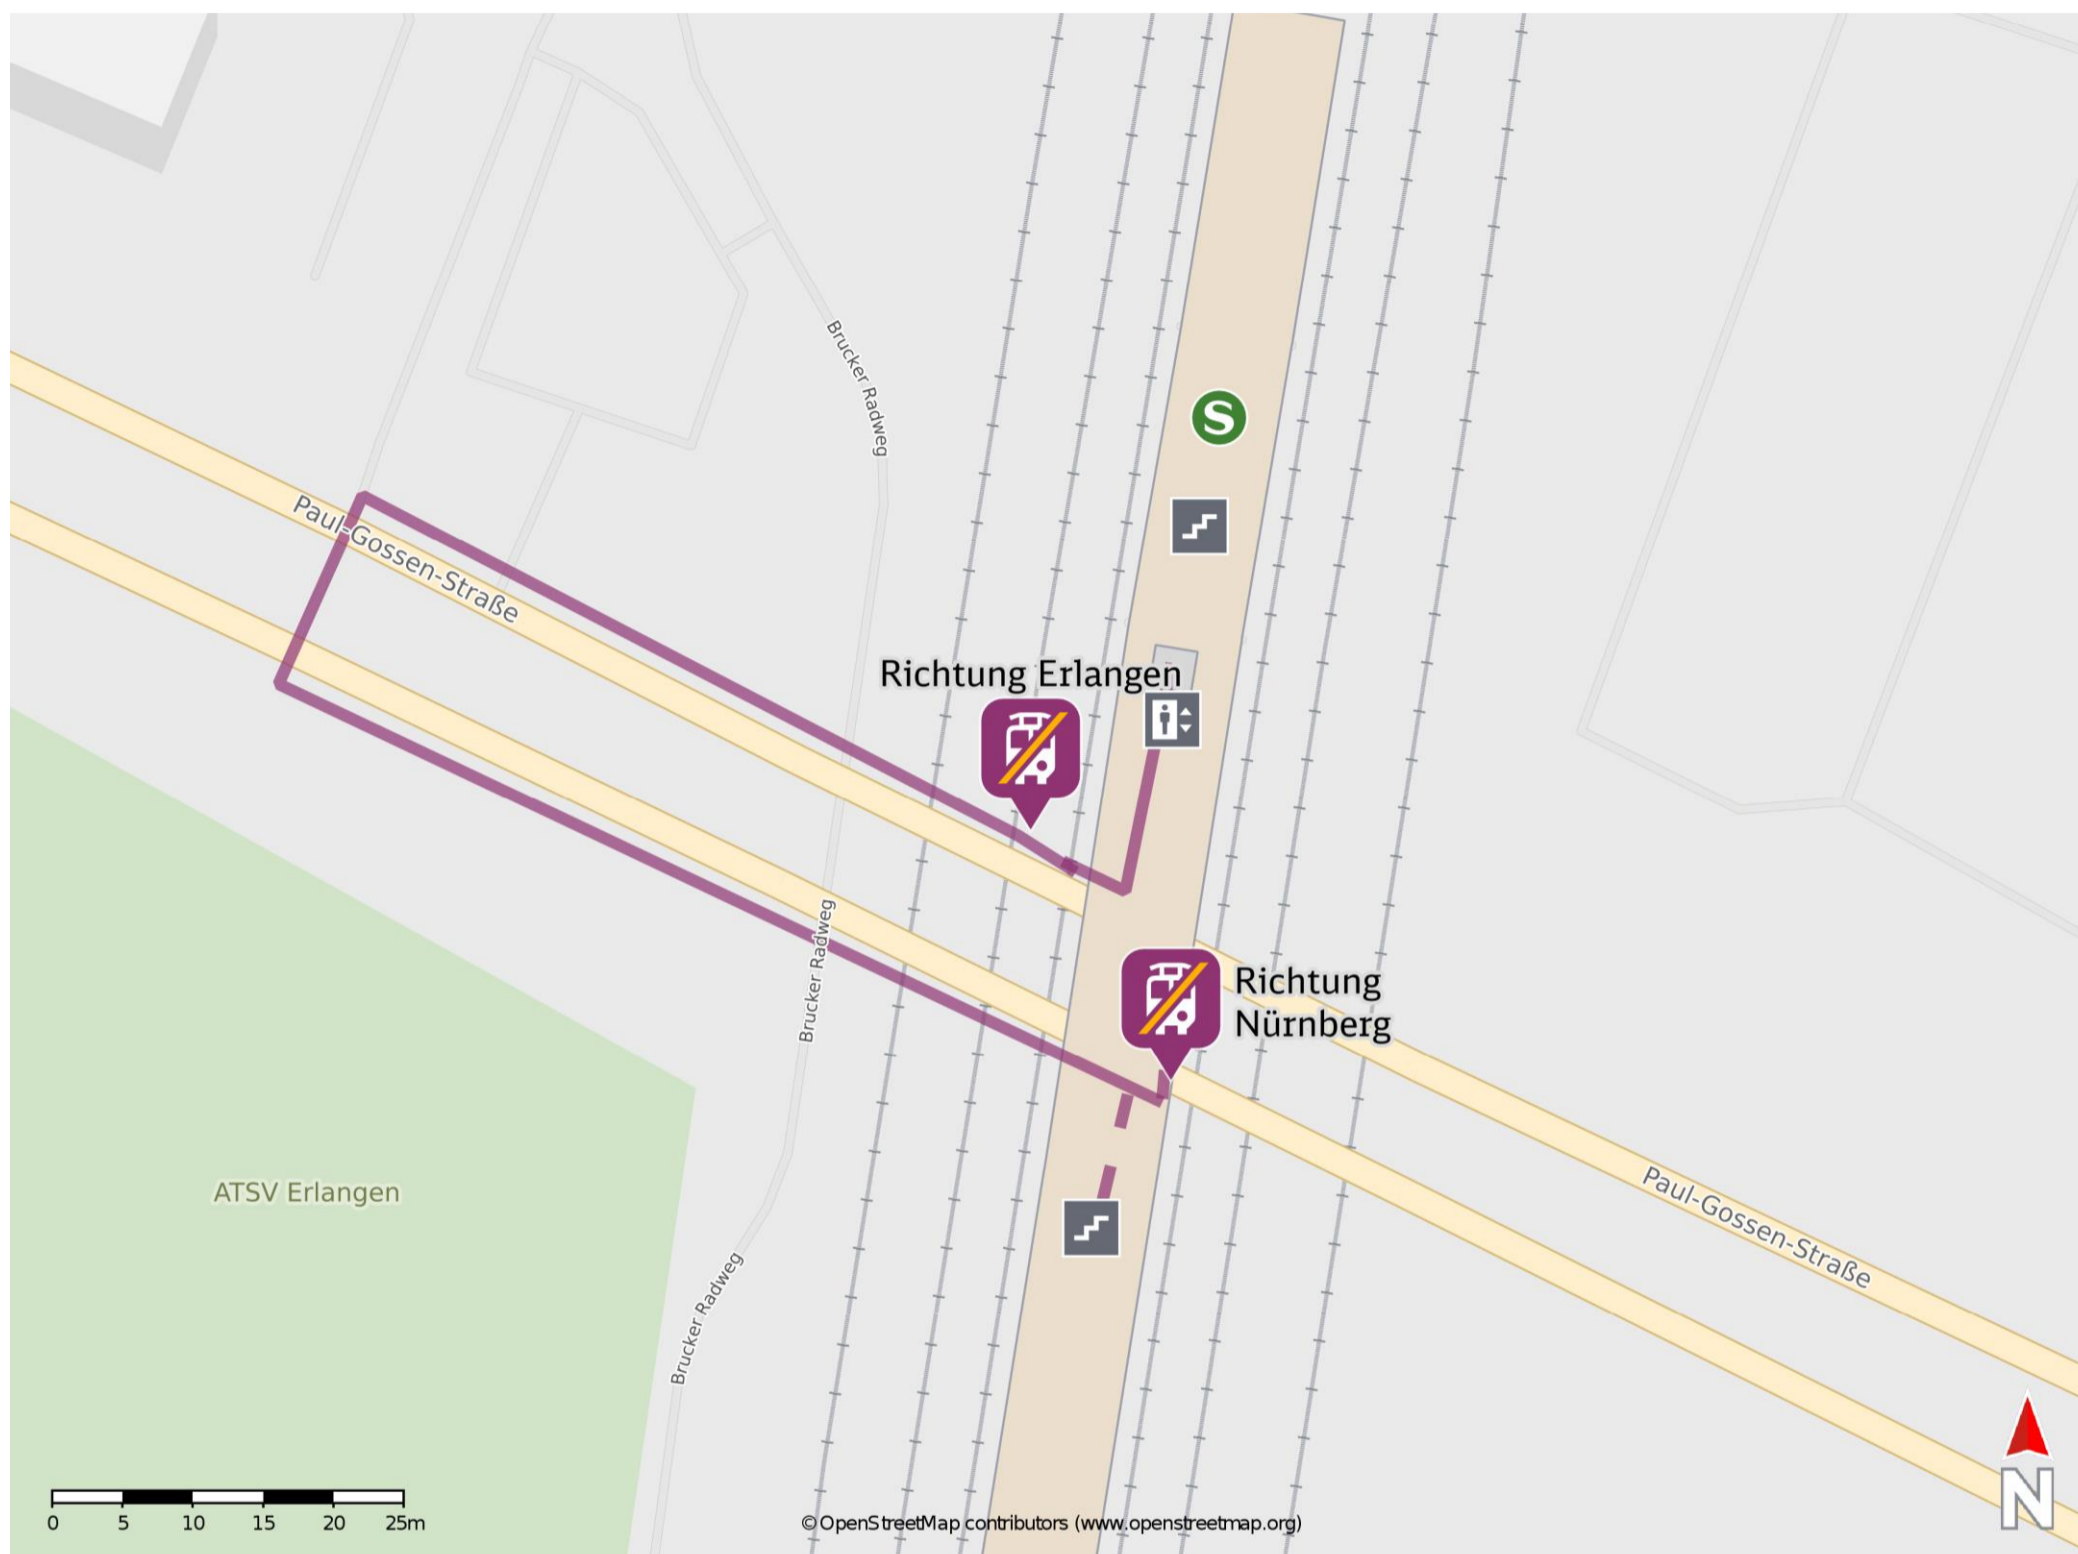 Brucker Radweg
S
Paul-Gossen-Straße
Richtung Erlangen
Brucker Radweg
Richtung
Nürnberg
ATSV Erlangen
Paul-Gossen-Straße
Brucker Radweg
N
0 5 10 15 20 25m
© OpenStreetMap contributors (www.openstreetmap.org)